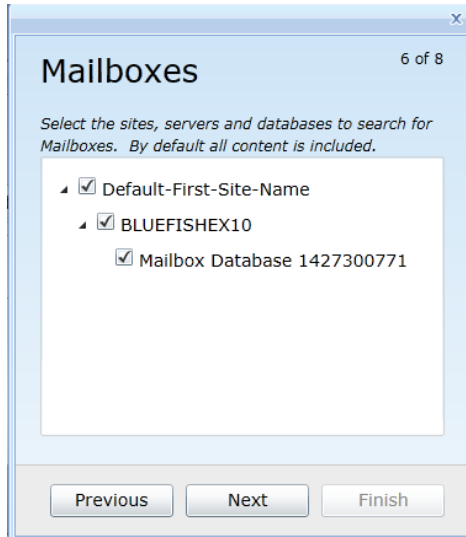 x
Mailboxes
6 of 8
Select the sites, servers and databases to search for
Mailboxes. By default all content is included.
Default-First-Site-Name
BLUEFISHEX10
Mailbox Database 1427300771
Previous
Next
Finish